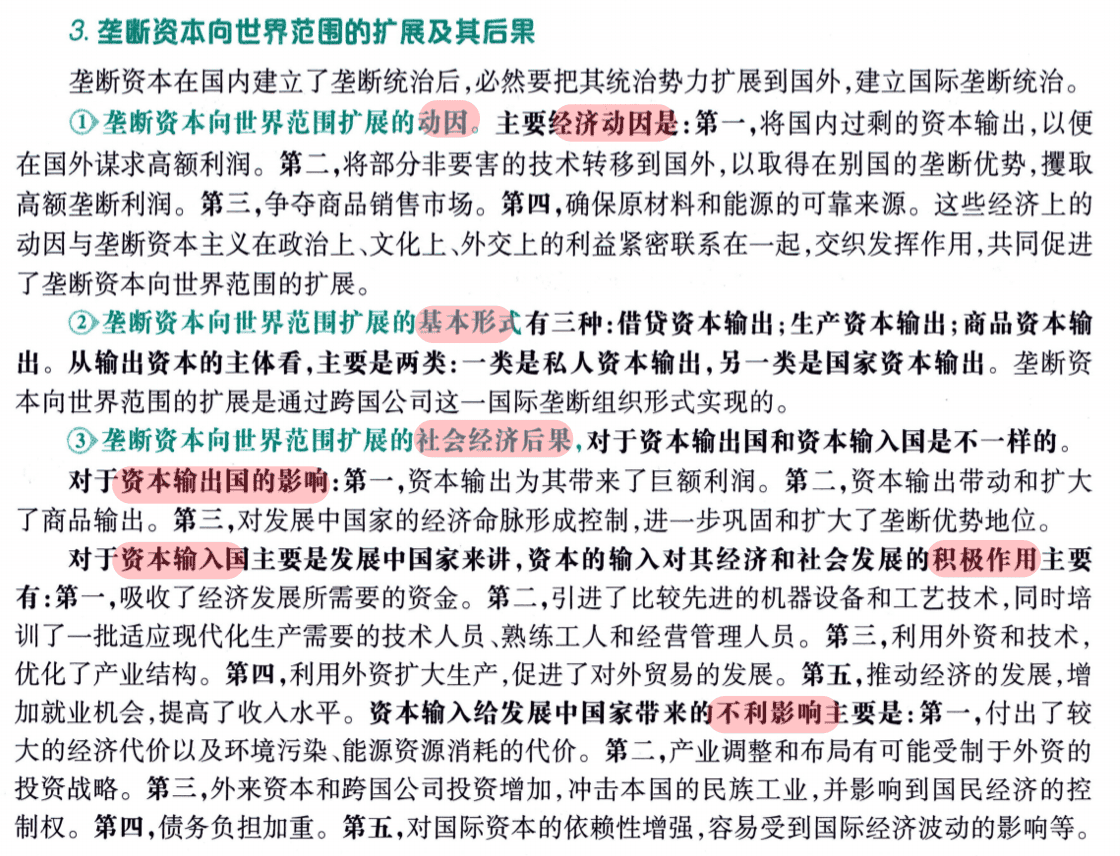 3. 垄断资本向世界范围的扩展及其后果
垄断资本在国内建立了垄断统治后,必然要把其统治势力扩展到国外,建立国际垄断统治。
①垄断资本向世界范围扩展的动因。主要经济动因是:第一,将国内过剩的资本输出,以便
在国外谋求高额利润。第二,将部分非要害的技术转移到国外,以取得在别国的垄断优势,攫取
高额垄断利润。第三,争夺商品销售市场。第四,确保原材料和能源的可靠来源。这些经济上的
动因与垄断资本主义在政治上、文化上、外交上的利益紧密联系在一起,交织发挥作用,共同促进
了垄断资本向世界范围的扩展。
②垄断资本向世界范围扩展的基本形式有三种:借贷资本输出;生产资本输出;商品资本输
出。从输出资本的主体看,主要是两类:一类是私人资本输出,另一类是国家资本输出。垄断资
本向世界范围的扩展是通过跨国公司这一国际垄断组织形式实现的。
③垄断资本向世界范围扩展的社会经济后果,对于资本输出国和资本输入国是不一样的。
对于资本输出国的影响:第一,资本输出为其带来了巨额利润。第二,资本输出带动和扩大
了商品输出。第三,对发展中国家的经济命脉形成控制,进一步巩固和扩大了垄断优势地位。
对于资本输入国主要是发展中国家来讲,资本的输入对其经济和社会发展的积极作用主要
有:第一,吸收了经济发展所需要的资金。第二,引进了比较先进的机器设备和工艺技术,同时培
训了一批适应现代化生产需要的技术人员、熟练工人和经营管理人员。第三,利用外资和技术,
优化了产业结构。第四,利用外资扩大生产,促进了对外贸易的发展。第五,推动经济的发展,增
加就业机会,提高了收入水平。资本输入给发展中国家带来的不利影响主要是:第一,付出了较
大的经济代价以及环境污染、能源资源消耗的代价。第二,产业调整和布局有可能受制于外资的
投资战略。第三,外来资本和跨国公司投资增加,冲击本国的民族工业,并影响到国民经济的控
制权。第四,债务负担加重。第五,对国际资本的依赖性增强,容易受到国际经济波动的影响等。